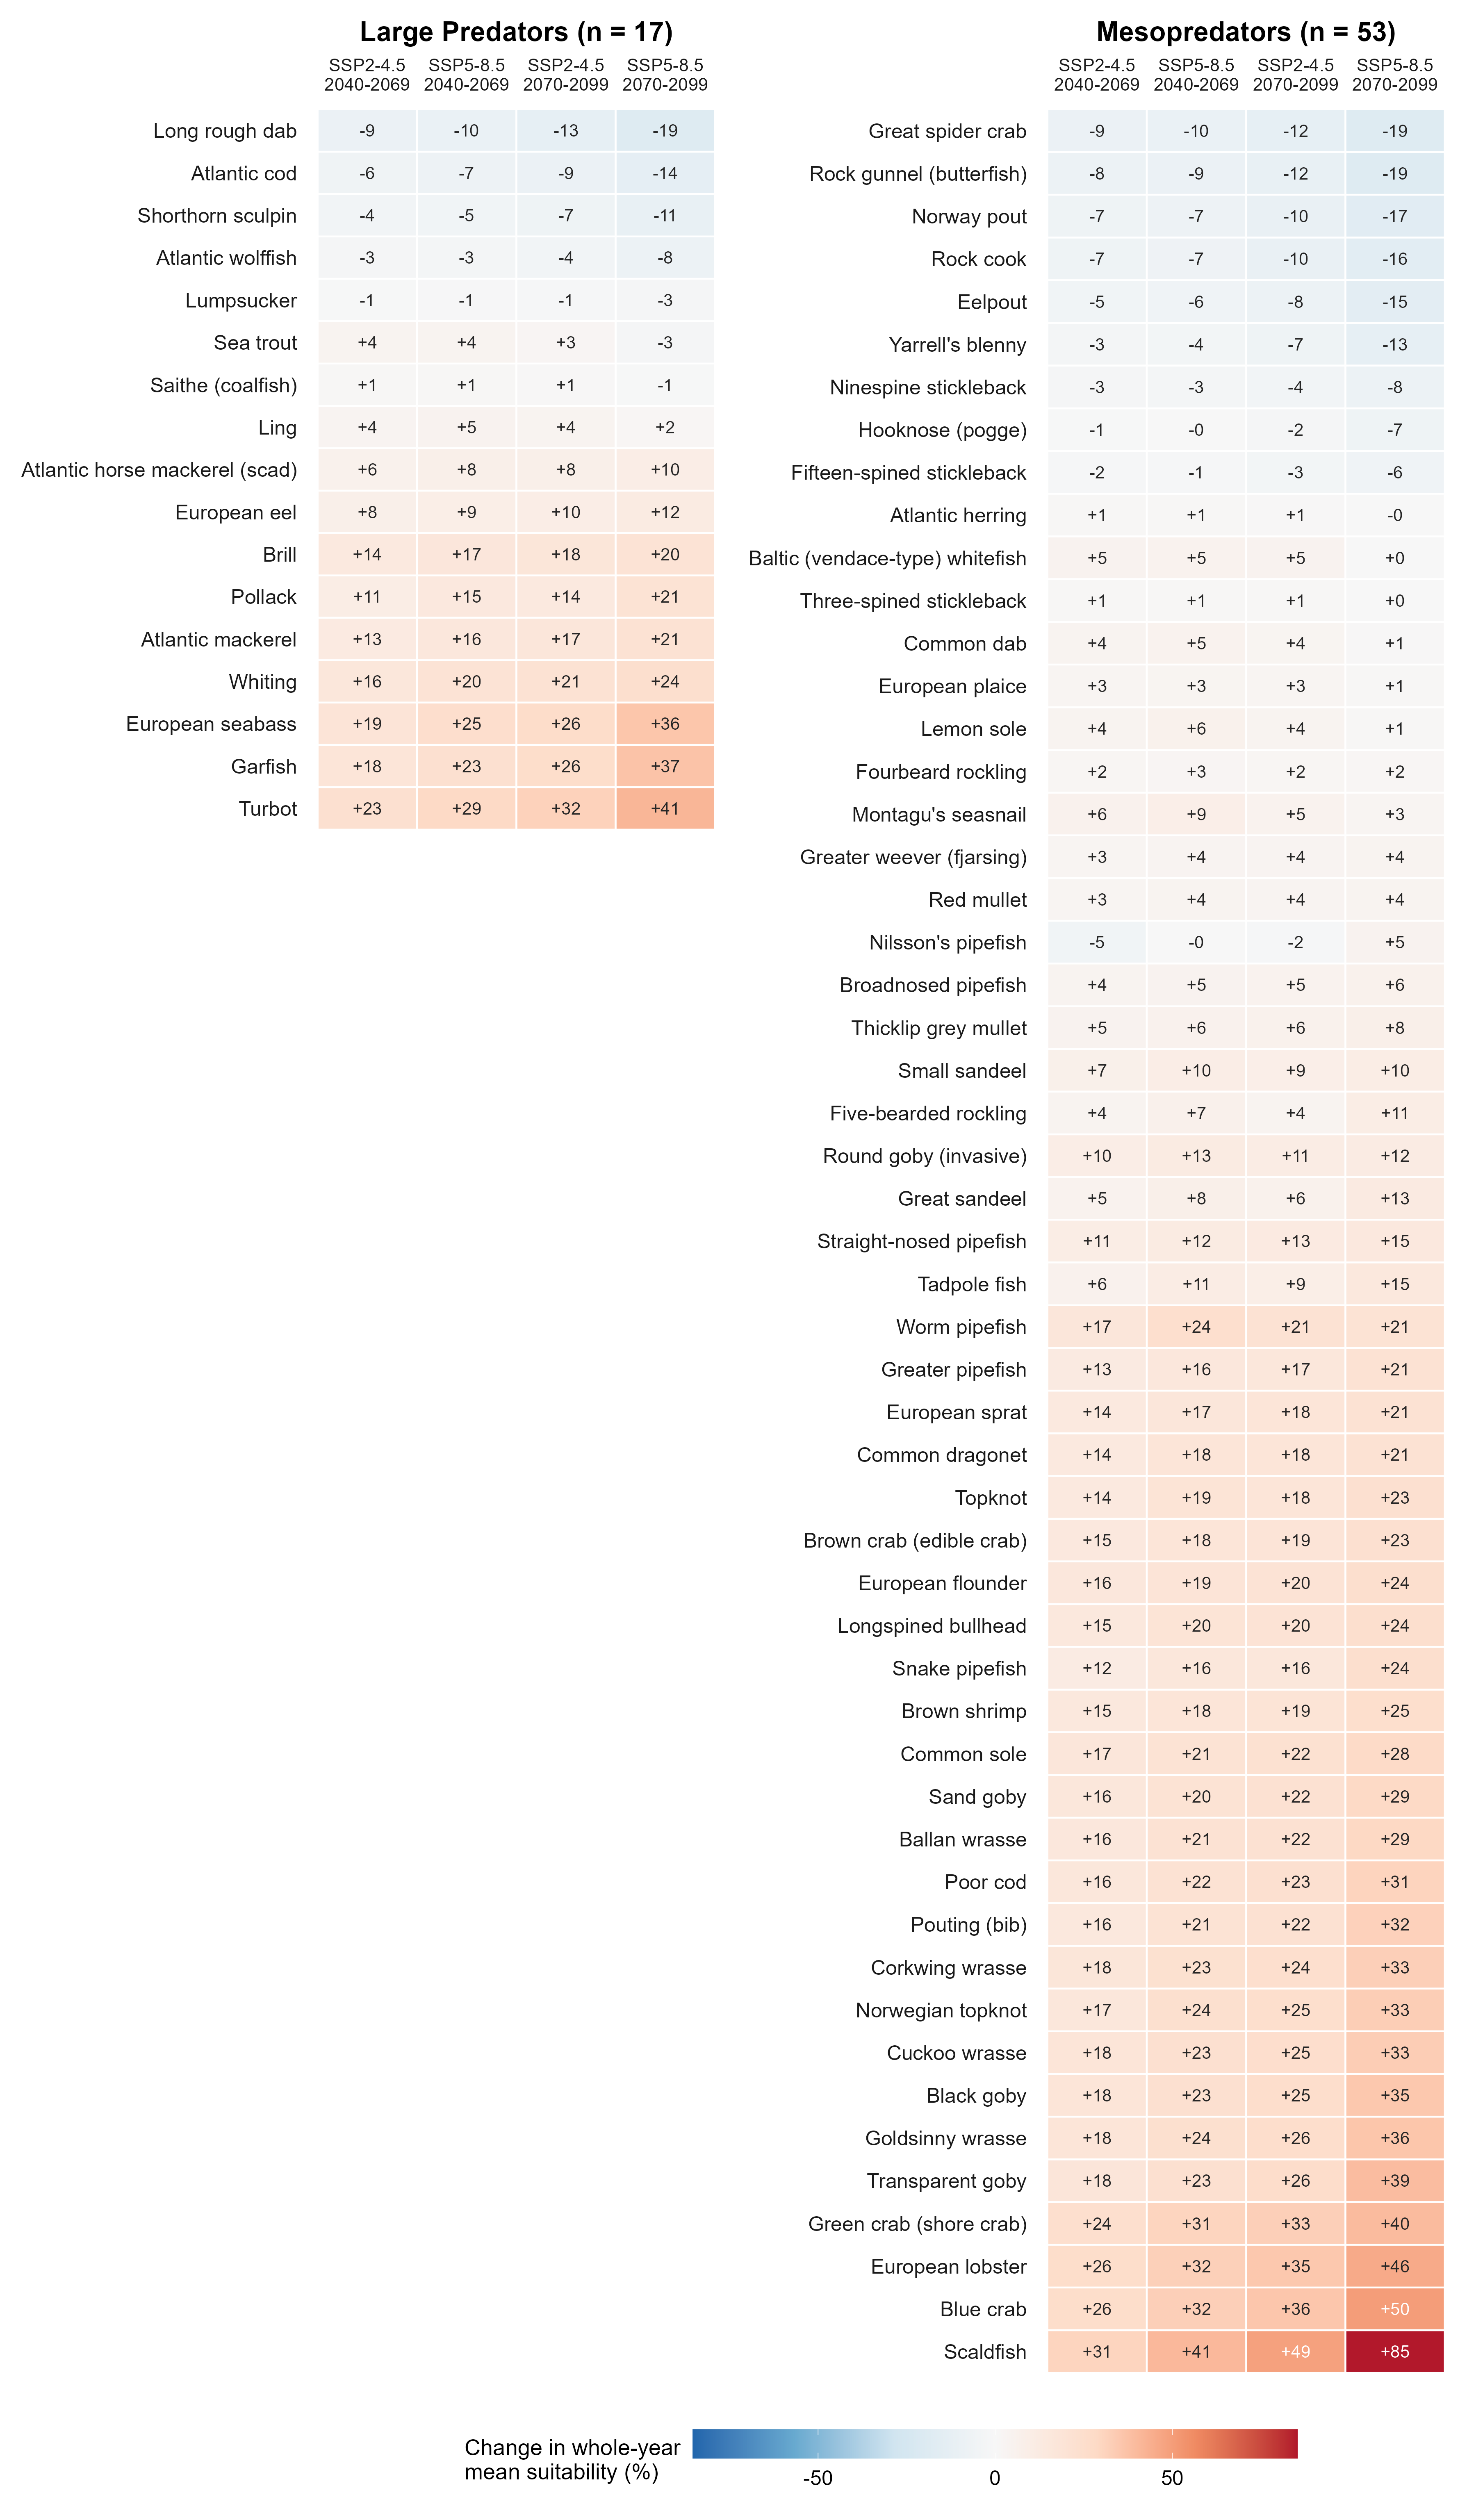 Large Predators (n = 17)
SSP2-4.5 SSP5-8.5 SSP2-4.5 SSP5-8.5
2040-2069 2040-2069 2070-2099 2070-2099
Long rough dab -9 -10 -13 -19
Atlantic cod -6 -7 -9 -14
Shorthorn sculpin -4 -5 -7 -11
Atlantic wolffish -3 -3 -4 -8
Lumpsucker -1 -1 -1 -3
Sea trout +4 +4 +3 -3
Saithe (coalfish) +1 +1 +1 -1
Ling +4 +5 +4 +2
Atlantic horse mackerel (scad) +6 +8 +8 +10
European eel +8 +9 +10 +12
Brill +14 +17 +18 +20
Pollack +11 +15 +14 +21
Atlantic mackerel +13 +16 +17 +21
Whiting +16 +20 +21 +24
European seabass +19 +25 +26 +36
Garfish +18 +23 +26 +37
Turbot +23 +29 +32 +41
Mesopredators (n = 53)
SSP2-4.5 SSP5-8.5 SSP2-4.5 SSP5-8.5
2040-2069 2040-2069 2070-2099 2070-2099
Great spider crab -9 -10 -12 -19
Rock gunnel (butterfish) -8 -9 -12 -19
Norway pout -7 -7 -10 -17
Rock cook -7 -7 -10 -16
Eelpout -5 -6 -8 -15
Yarrell's blenny -3 -4 -7 -13
Ninespine stickleback -3 -3 -4 -8
Hooknose (pogge) -1 -0 -2 -7
Fifteen-spined stickleback -2 -1 -3 -6
Atlantic herring +1 +1 +1 -0
Baltic (vendace-type) whitefish +5 +5 +5 +0
Three-spined stickleback +1 +1 +1 +0
Common dab +4 +5 +4 +1
European plaice +3 +3 +3 +1
Lemon sole +4 +6 +4 +1
Fourbeard rockling +2 +3 +2 +2
Montagu's seasnail +6 +9 +5 +3
Greater weever (fjarsing) +3 +4 +4 +4
Red mullet +3 +4 +4 +4
Nilsson's pipefish -5 -0 -2 +5
Broadnosed pipefish +4 +5 +5 +6
Thicklip grey mullet +5 +6 +6 +8
Small sandeel +7 +10 +9 +10
Five-bearded rockling +4 +7 +4 +11
Round goby (invasive) +10 +13 +11 +12
Great sandeel +5 +8 +6 +13
Straight-nosed pipefish +11 +12 +13 +15
Tadpole fish +6 +11 +9 +15
Worm pipefish +17 +24 +21 +21
Greater pipefish +13 +16 +17 +21
European sprat +14 +17 +18 +21
Common dragonet +14 +18 +18 +21
Topknot +14 +19 +18 +23
Brown crab (edible crab) +15 +18 +19 +23
European flounder +16 +19 +20 +24
Longspined bullhead +15 +20 +20 +24
Snake pipefish +12 +16 +16 +24
Brown shrimp +15 +18 +19 +25
Common sole +17 +21 +22 +28
Sand goby +16 +20 +22 +29
Ballan wrasse +16 +21 +22 +29
Poor cod +16 +22 +23 +31
Pouting (bib) +16 +21 +22 +32
Corkwing wrasse +18 +23 +24 +33
Norwegian topknot +17 +24 +25 +33
Cuckoo wrasse +18 +23 +25 +33
Black goby +18 +23 +25 +35
Goldsinny wrasse +18 +24 +26 +36
Transparent goby +18 +23 +26 +39
Green crab (shore crab) +24 +31 +33 +40
European lobster +26 +32 +35 +46
Blue crab +26 +32 +36 +50
Scaldfish +31 +41 +49 +85
Change in whole-year
mean suitability (%)
-50 0 50